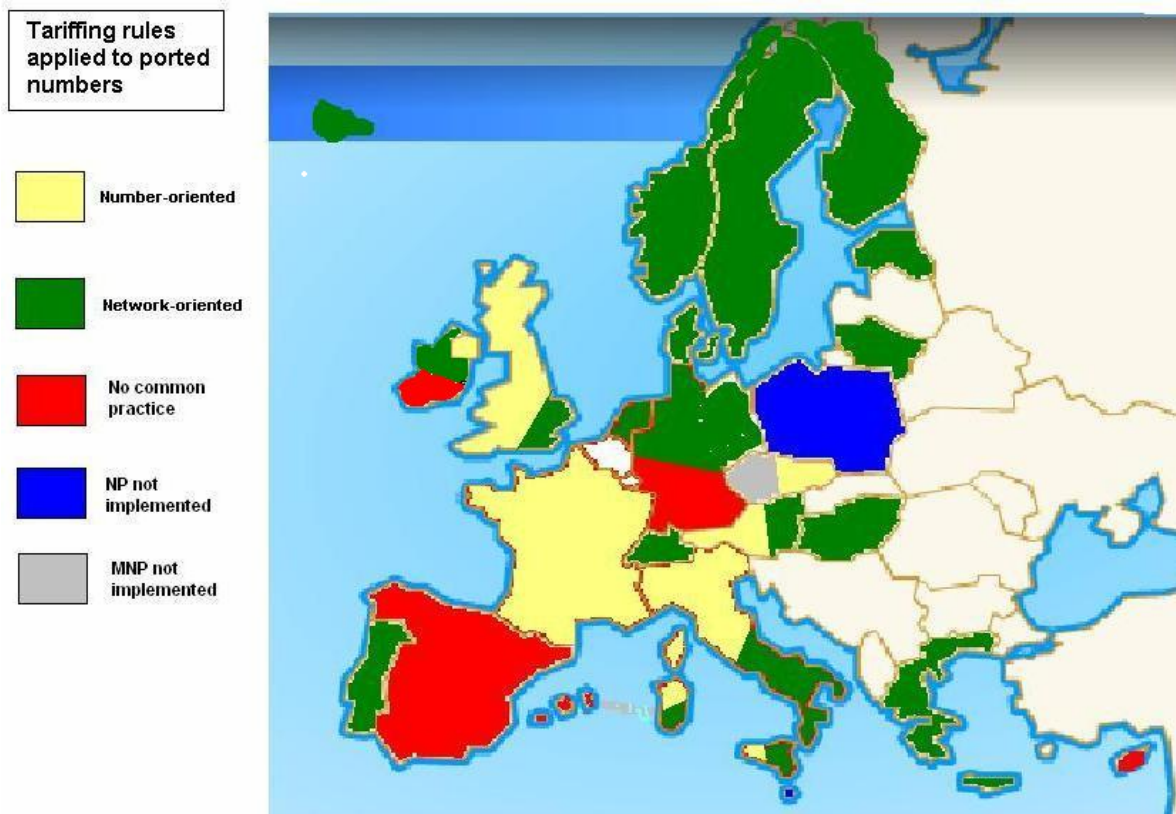 Tariffing rules
applied to ported
numbers
Number-oriented
Network-oriented
No common
practice
NP not
implemented
MNP not
implemented